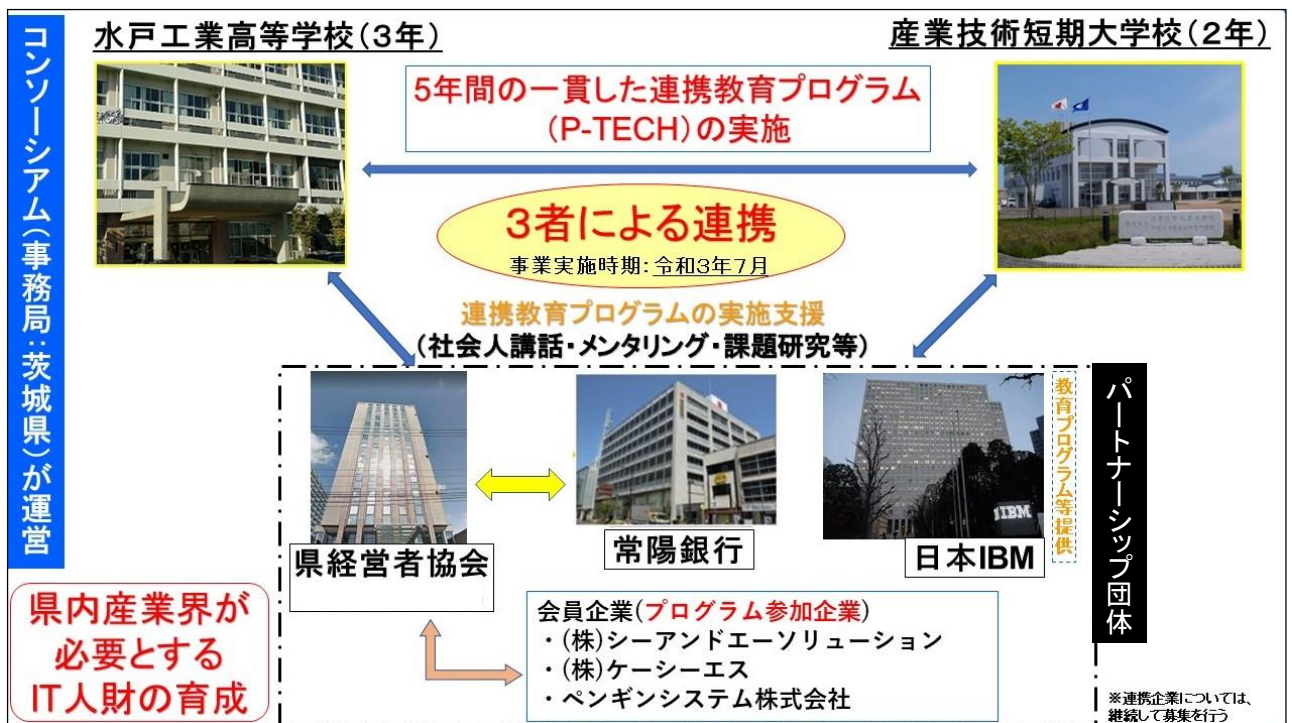 コンソーシアム(事務局:茨城県)が運営
水戸工業高等学校(3年)
産業技術短期大学校(2年)
5年間の一貫した連携教育プログラム
(P-TECH)の実施
3者による連携
事業実施時期:令和3年7月
連携教育プログラムの実施支援
(社会人講話・メンタリング・課題研究等)
県経営者協会
常陽銀行
IBM
日本IBM
教育プログラム等提供
パートナーシップ団体
県内産業界が
必要とする
IT人財の育成
会員企業(プログラム参加企業)
・(株)シーアンドエーソリューション
・(株)ケーシーエス
・ペンギンシステム株式会社
※連携企業については、
継続して募集を行う